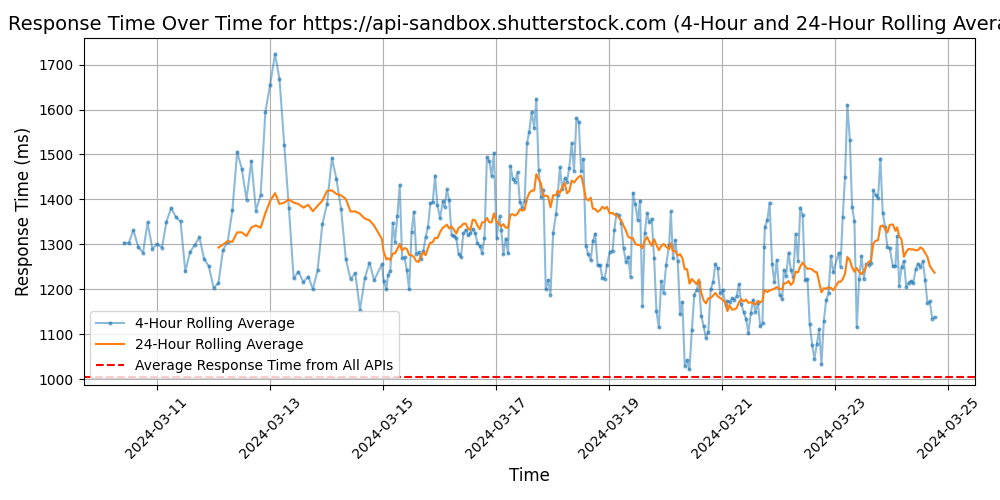 Response Time Over Time for https://api-sandbox.shutterstock.com (4-Hour and 24-Hour Rolling Avera
1700
1600
1500
1400
1300
1200
1100
1000
Response Time (ms)
4-Hour Rolling Average
24-Hour Rolling Average
Average Response Time from All APIs
2024-03-11
2024-03-13
2024-03-15
2024-03-17
2024-03-19
2024-03-21
2024-03-23
2024-03-25
Time